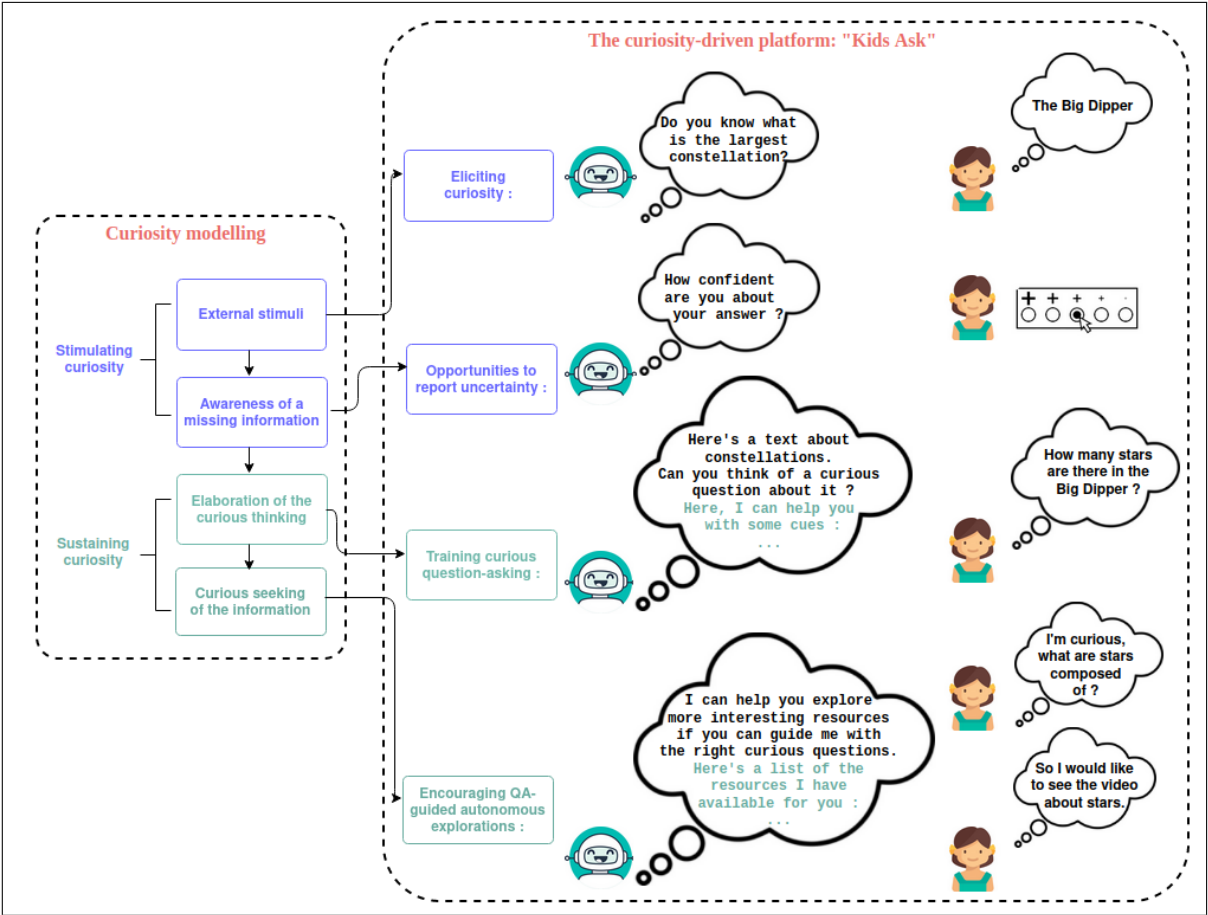 The curiosity-driven platform: "Kids Ask"
Curiosity modelling
Stimulating
curiosity
External stimuli
Awareness of a
missing information
Sustaining
curiosity
Elaboration of the
curious thinking
Curious seeking
of the information
Eliciting
curiosity :
Do you know what
is the largest
constellation?
The Big Dipper
Opportunities to
report uncertainty :
How confident
are you about
your answer ?
+ + + + ·
Training curious
question-asking :
Here's a text about
constellations.
Can you think of a curious
question about it ?
Here, I can help you
with some cues :
...
How many stars
are there in the
Big Dipper ?
Encouraging QA-
guided autonomous
explorations :
I can help you explore
more interesting resources
if you can guide me with
the right curious questions.
Here's a list of the
resources I have
available for you :
...
I'm curious,
what are stars
composed
of ?
So I would like
to see the video
about stars.